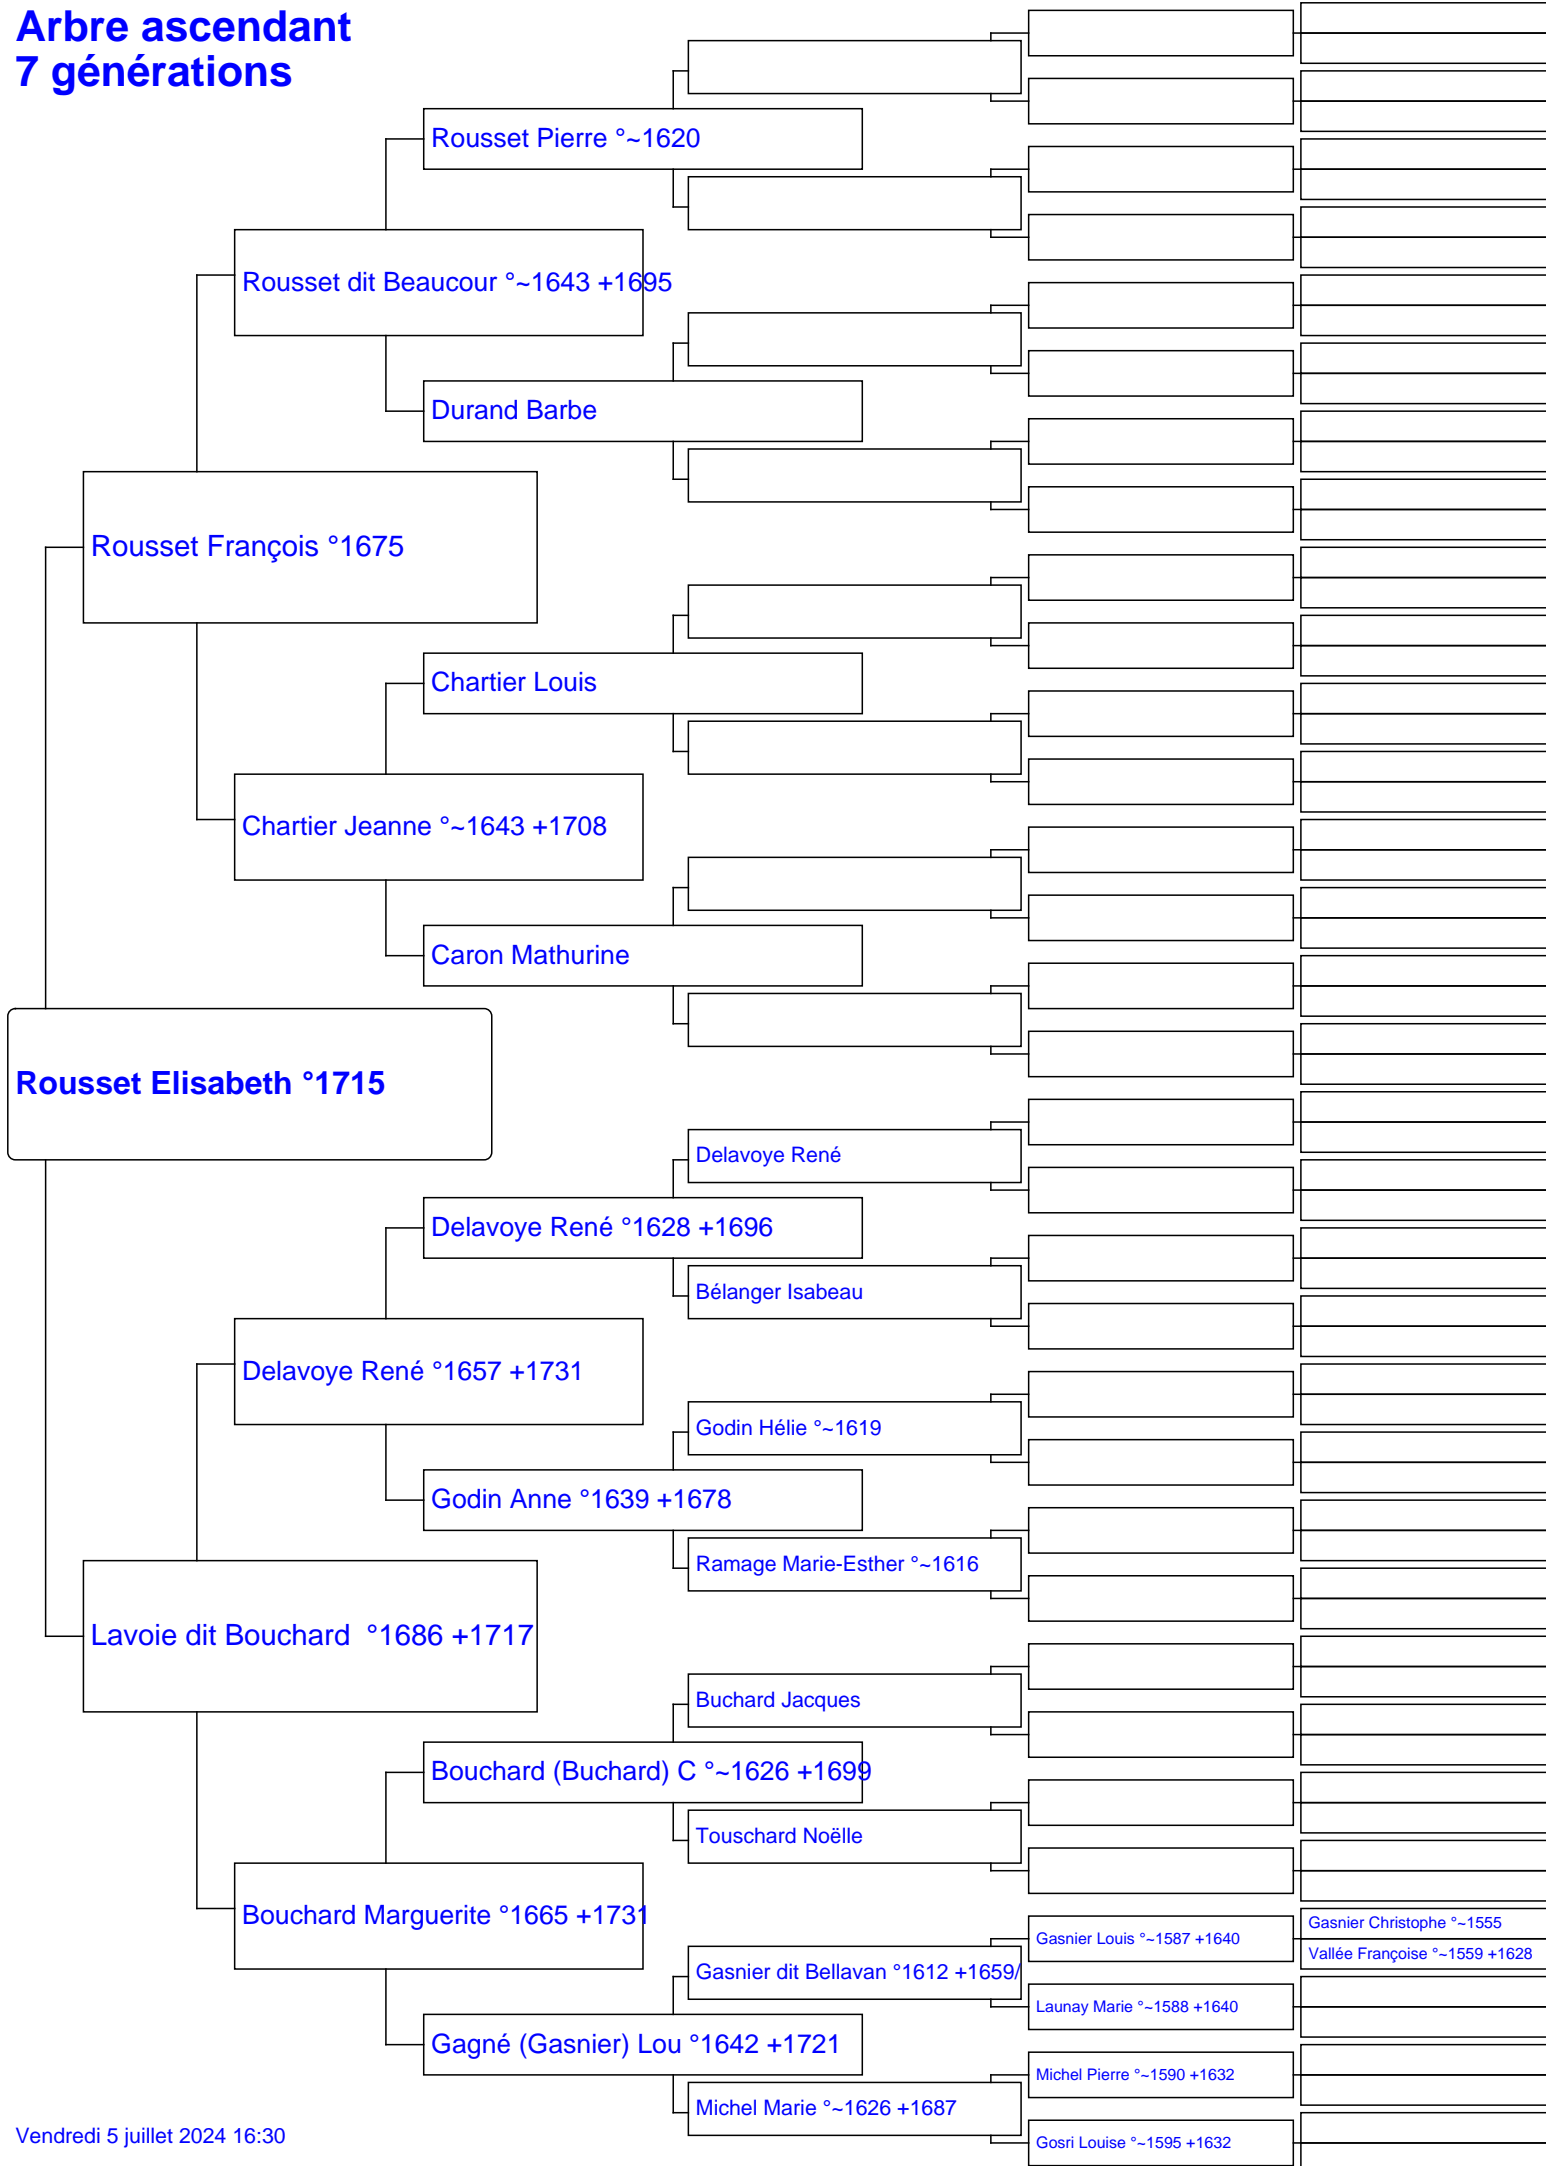 Arbre ascendant
7 générations
Rousset Pierre °~1620
Rousset dit Beaucour °~1643 +1695
Durand Barbe
Rousset François °1675
Chartier Louis
Chartier Jeanne °~1643 +1708
Caron Mathurine
Rousset Elisabeth °1715
Delavoye René
Delavoye René °1628 +1696
Bélanger Isabeau
Delavoye René °1657 +1731
Godin Hélie °~1619
Godin Anne °1639 +1678
Ramage Marie-Esther °~1616
Lavoie dit Bouchard °1686 +1717
Buchard Jacques
Bouchard (Buchard) C °~1626 +1699
Touschard Noëlle
Bouchard Marguerite °1665 +1731
Gasnier Christophe °~1555
Gasnier Louis °~1587 +1640
Vallée Françoise °~1559 +1628
Gasnier dit Bellavan °1612 +1659/
Launay Marie °~1588 +1640
Gagné (Gasnier) Lou °1642 +1721
Michel Pierre °~1590 +1632
Michel Marie °~1626 +1687
Gosri Louise °~1595 +1632
Vendredi 5 juillet 2024 16:30